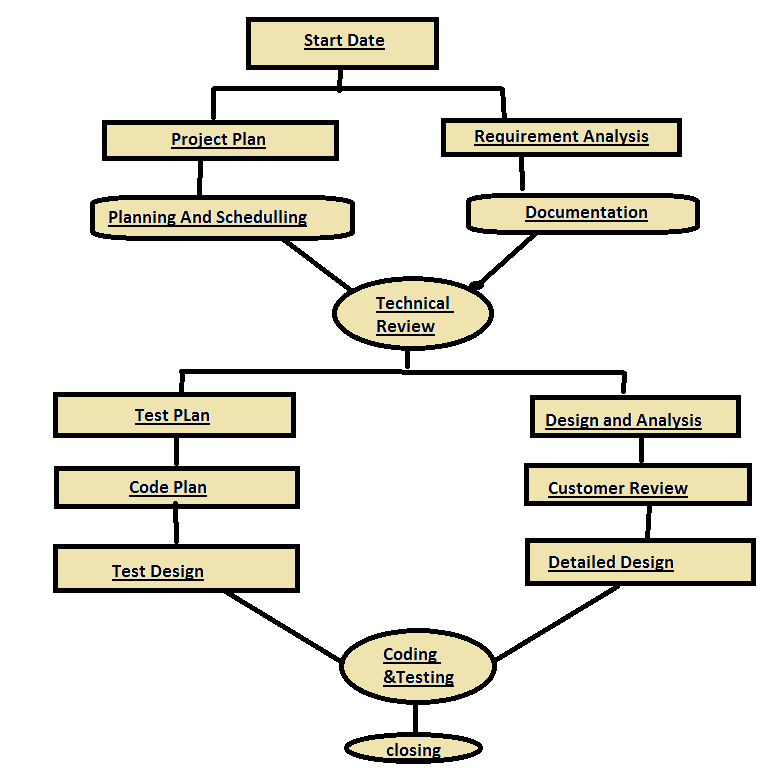 Start Date
Project Plan
Requirement Analysis
Planning And Schedulling
Documentation
Technical
Review
Test PLan
Design and Analysis
Code Plan
Customer Review
Test Design
Detailed Design
Coding
&Testing
closing